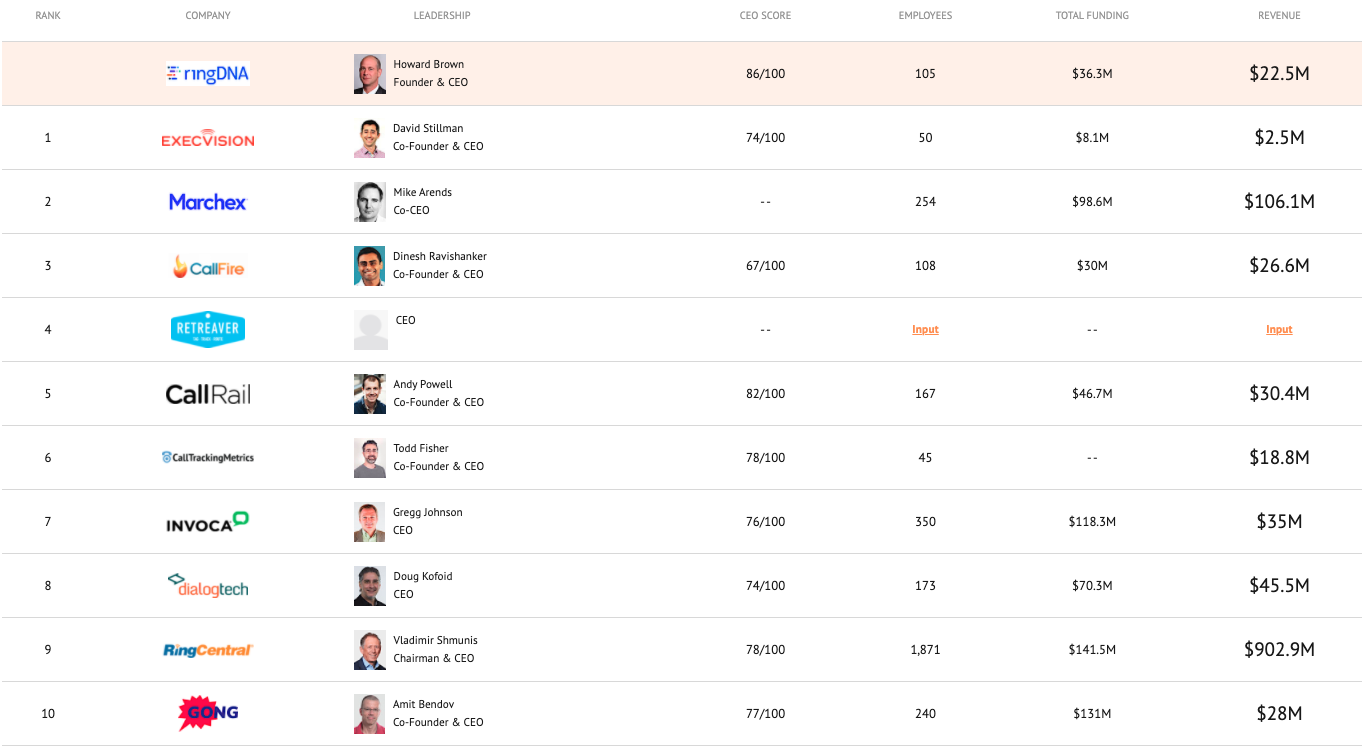 RANK COMPANY LEADERSHIP CEO SCORE EMPLOYEES TOTAL FUNDING REVENUE
ringDNA Howard Brown 86/100 105 $36.3M $22.5M
Founder & CEO
1 EXECVISION David Stillman 74/100 50 $8.1M $2.5M
Co-Founder & CEO
2 Marchex Mike Arends -- 254 $98.6M $106.1M
Co-CEO
3 CallFire Dinesh Ravishanker 67/100 108 $30M $26.6M
Co-Founder & CEO
4 RETREAVER CEO -- Input -- Input
5 CallRail Andy Powell 82/100 167 $46.7M $30.4M
Co-Founder & CEO
6 CallTrackingMetrics Todd Fisher 78/100 45 -- $18.8M
Co-Founder & CEO
7 INVOCA Gregg Johnson 76/100 350 $118.3M $35M
CEO
8 dialogtech Doug Kofoid 74/100 173 $70.3M $45.5M
CEO
9 RingCentral Vladimir Shmunis 78/100 1,871 $141.5M $902.9M
Chairman & CEO
10 GONG Amit Bendov 77/100 240 $131M $28M
Co-Founder & CEO